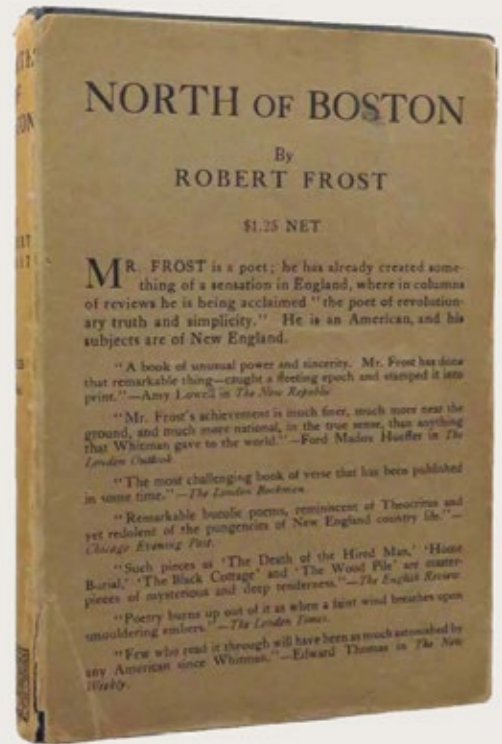 NORTH OF BOSTON
By
ROBERT FROST
$1.25 NET
MR. FROST is a poet; he has already created some-
thing of a sensation in England, where in columns
of reviews he is being acclaimed "the poet of revolution-
ary truth and simplicity." He is an American, and his
subjects are of New England.
"A book of unusual power and sincerity. Mr. Frost has done
that remarkable thing—caught a fleeting epoch and stamped it into
print."—Amy Lowell in The New Republic
"Mr. Frost's achievement is much finer, much more near the
ground, and much more national, in the true sense, than anything
that Whitman gave to the world."—Ford Madox Hueffer in The
London Outlook.
"The most challenging book of verse that has been published
in some time."—The London Bookman.
"Remarkable bucolic poems, reminiscent of Theocritus and
yet redolent of the pungencies of New England country life."—
Chicago Evening Post.
"Such pieces as 'The Death of the Hired Man,' 'Home
Burial,' 'The Black Cottage' and 'The Wood Pile' are master-
pieces of mysterious and deep tenderness."—The English Review.
"Poetry burns up out of it as when a faint wind breathes upon
smouldering embers."—The London Times.
"Few who read it through will have been as much astonished by
any American since Whitman."—Edward Thomas in The New
Weekly.